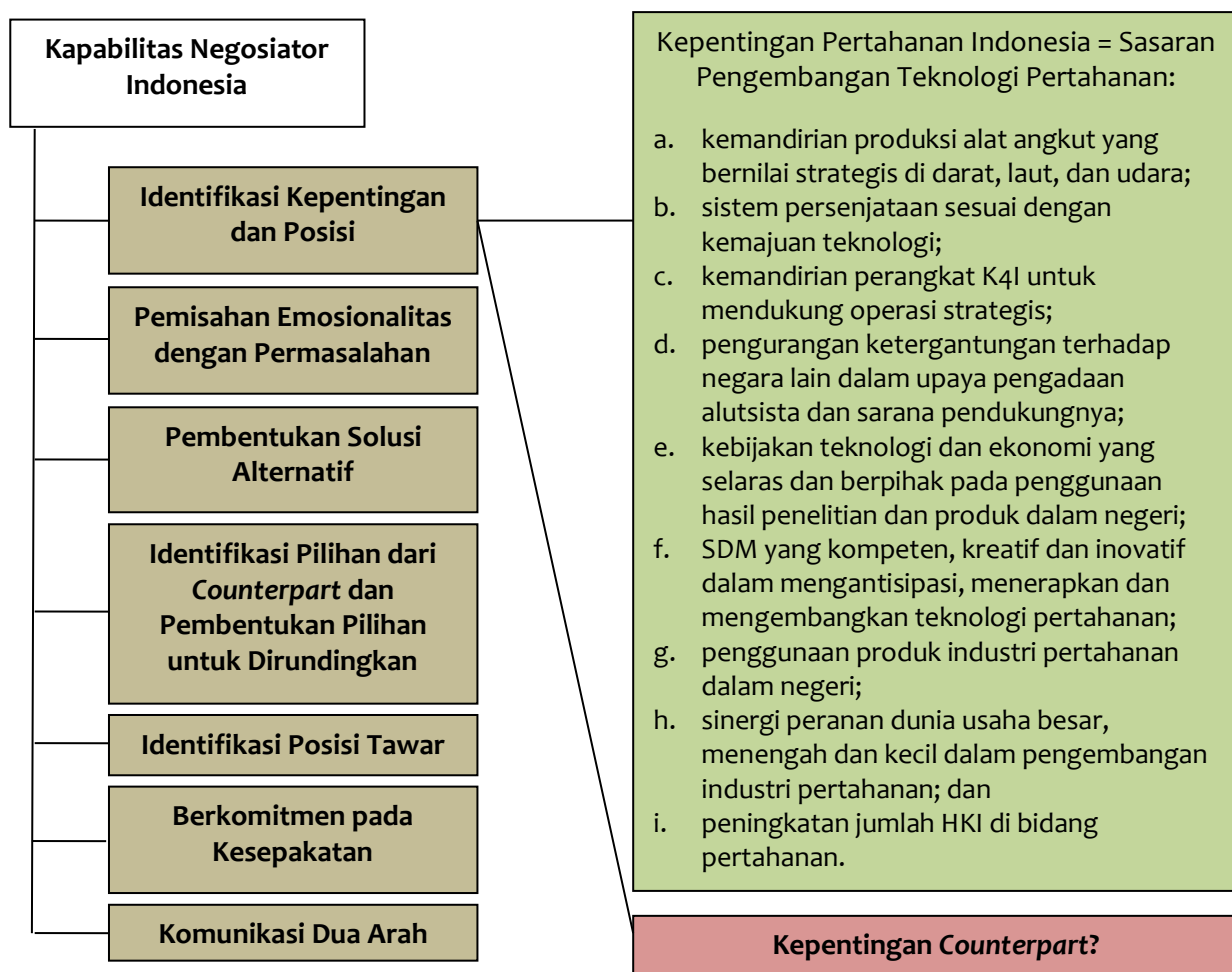 Kapabilitas Negosiator
Indonesia
Identifikasi Kepentingan
dan Posisi
Pemisahan Emosionalitas
dengan Permasalahan
Pembentukan Solusi
Alternatif
Identifikasi Pilihan dari
Counterpart dan
Pembentukan Pilihan
untuk Dirundingkan
Identifikasi Posisi Tawar
Berkomitmen pada
Kesepakatan
Komunikasi Dua Arah
Kepentingan Pertahanan Indonesia = Sasaran
Pengembangan Teknologi Pertahanan:
a. kemandirian produksi alat angkut yang
bernilai strategis di darat, laut, dan udara;
b. sistem persenjataan sesuai dengan
kemajuan teknologi;
c. kemandirian perangkat K4I untuk
mendukung operasi strategis;
d. pengurangan ketergantungan terhadap
negara lain dalam upaya pengadaan
alutsista dan sarana pendukungnya;
e. kebijakan teknologi dan ekonomi yang
selaras dan berpihak pada penggunaan
hasil penelitian dan produk dalam negeri;
f. SDM yang kompeten, kreatif dan inovatif
dalam mengantisipasi, menerapkan dan
mengembangkan teknologi pertahanan;
g. penggunaan produk industri pertahanan
dalam negeri;
h. sinergi peranan dunia usaha besar,
menengah dan kecil dalam pengembangan
industri pertahanan; dan
i. peningkatan jumlah HKI di bidang
pertahanan.
Kepentingan Counterpart?